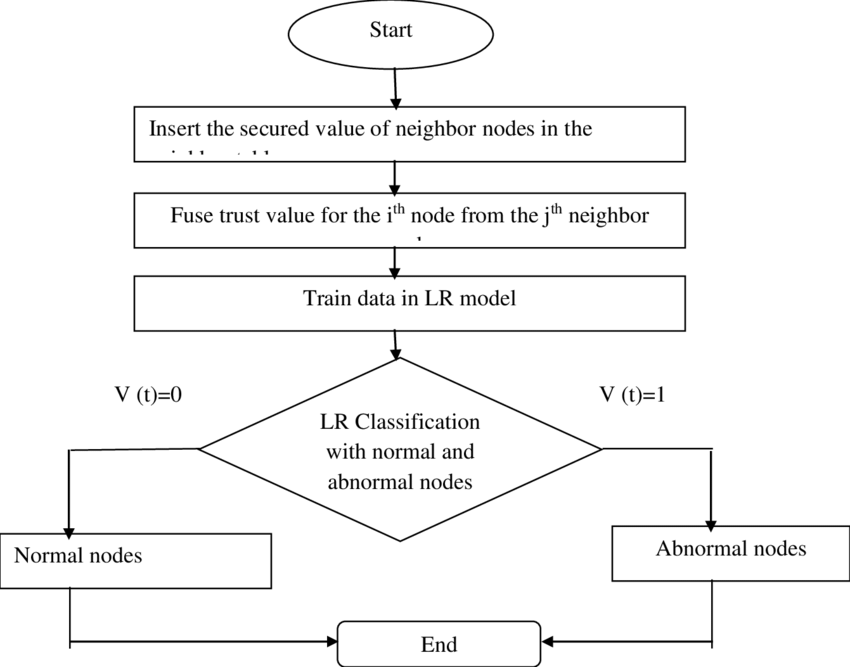 Start
Insert the secured value of neighbor nodes in the
Fuse trust value for the ith node from the jth neighbor
Train data in LR model
V (t)=0
V (t)=1
LR Classification
with normal and
abnormal nodes
Normal nodes
Abnormal nodes
End